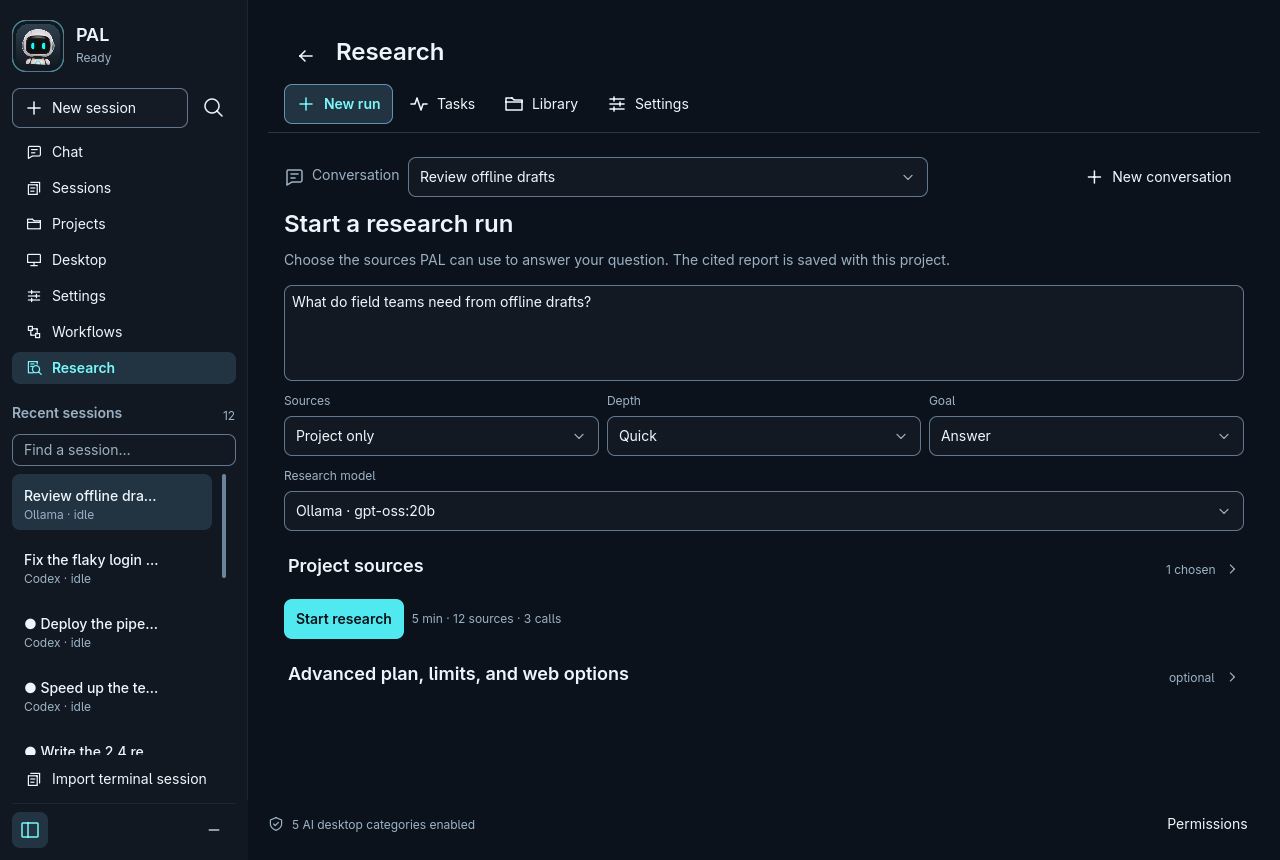 PAL
Ready
New session
Chat
Sessions
Projects
Desktop
Settings
Workflows
Research
Recent sessions
12
Find a session...
Review offline dra...
Ollama · idle
Fix the flaky login ...
Codex · idle
Deploy the pipe...
Codex · idle
Speed up the te...
Codex · idle
Write the 2.4 re
Import terminal session
Research
New run
Tasks
Library
Settings
Conversation
Review offline drafts
New conversation
Start a research run
Choose the sources PAL can use to answer your question. The cited report is saved with this project.
What do field teams need from offline drafts?
Sources
Depth
Goal
Project only
Quick
Answer
Research model
Ollama · gpt-oss:20b
Project sources
1 chosen
Start research
5 min · 12 sources · 3 calls
Advanced plan, limits, and web options
optional
5 AI desktop categories enabled
Permissions